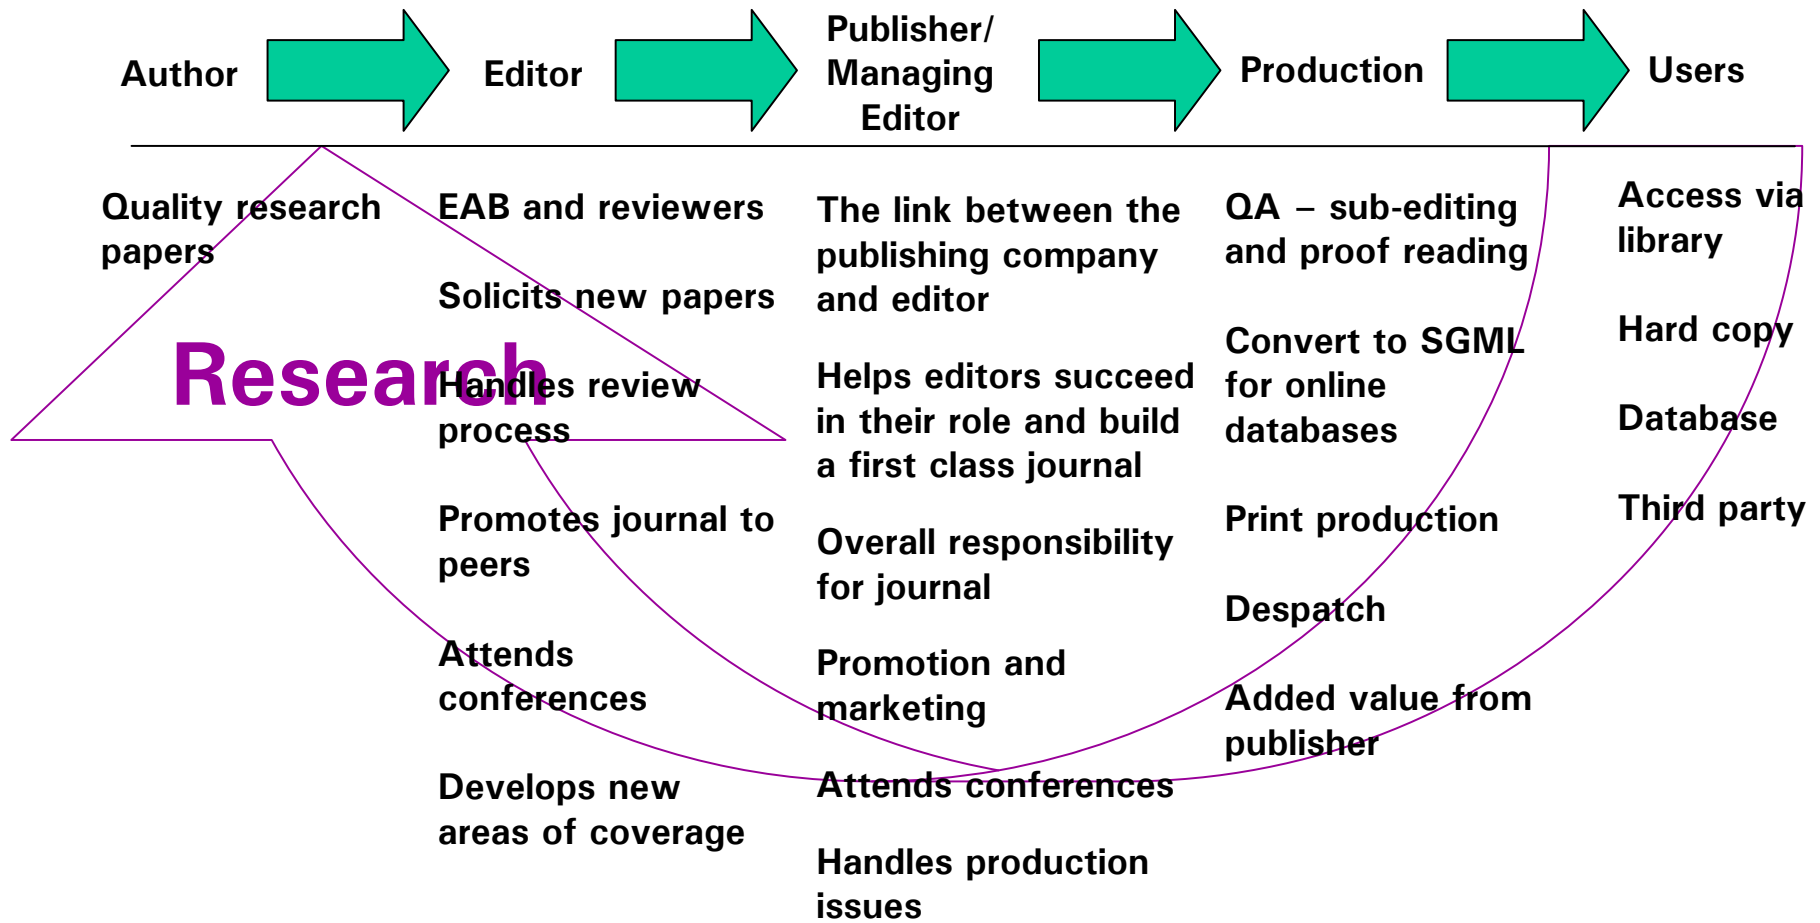 Author
Editor
Publisher/
Managing
Editor
Production
Users
Quality research
papers
Research
EAB and reviewers
Solicits new papers
Handles review
process
Promotes journal to
peers
Attends
conferences
Develops new
areas of coverage
The link between the
publishing company
and editor
Helps editors succeed
in their role and build
a first class journal
Overall responsibility
for journal
Promotion and
marketing
Attends conferences
Handles production
issues
QA – sub-editing
and proof reading
Convert to SGML
for online
databases
Print production
Despatch
Added value from
publisher
Access via
library
Hard copy
Database
Third party